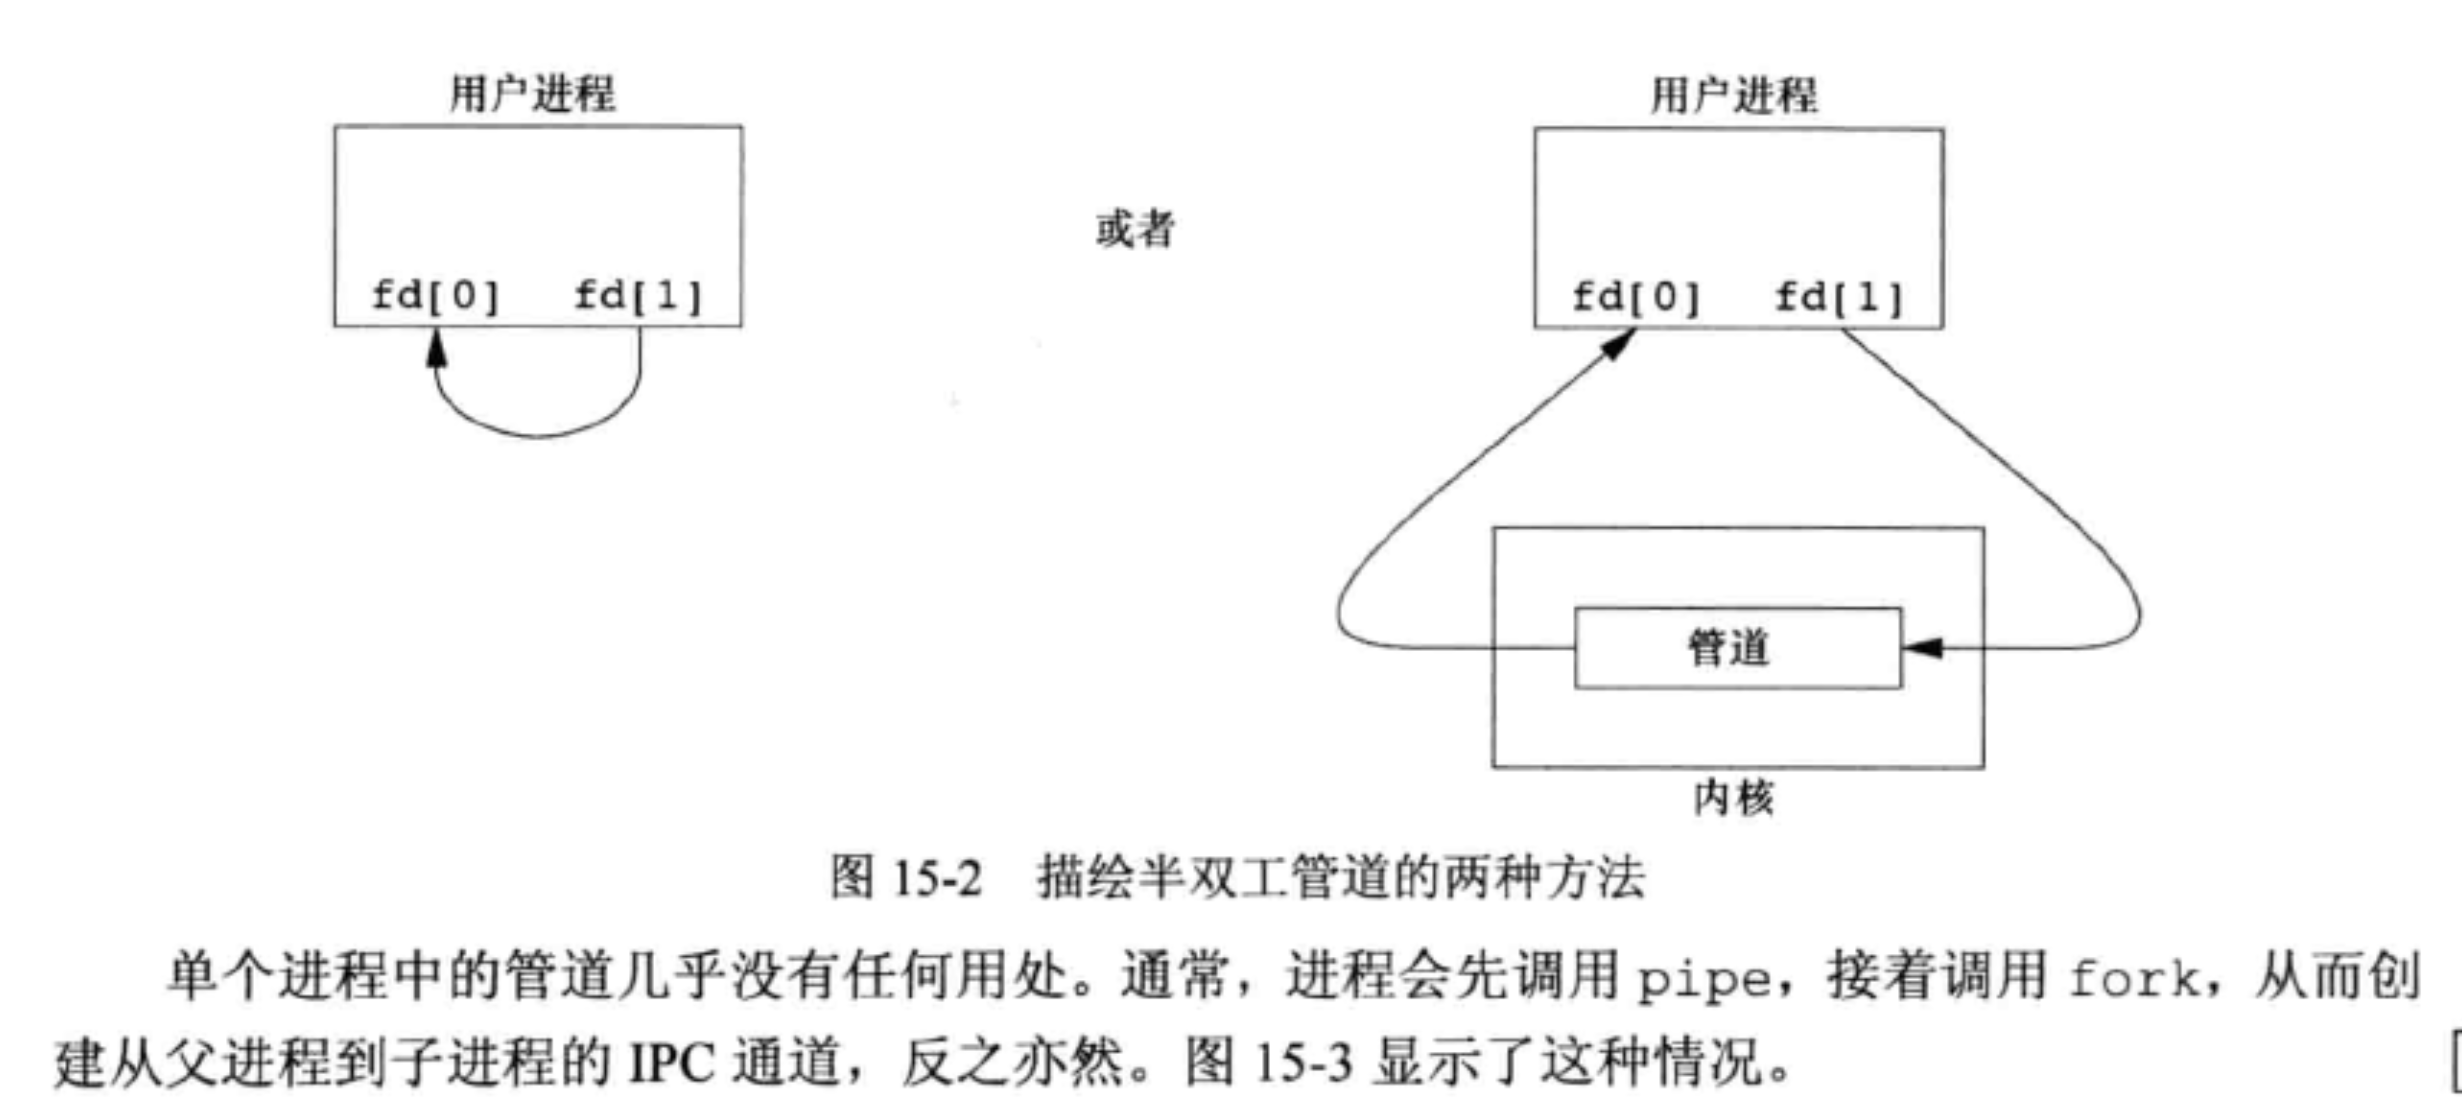 用户进程
用户进程
fd[0] fd[1]
或者
fd[0] fd[1]
管道
内核
图 15-2 描绘半双工管道的两种方法
单个进程中的管道几乎没有任何用处。通常，进程会先调用 pipe，接着调用 fork，从而创
建从父进程到子进程的 IPC 通道，反之亦然。图 15-3 显示了这种情况。